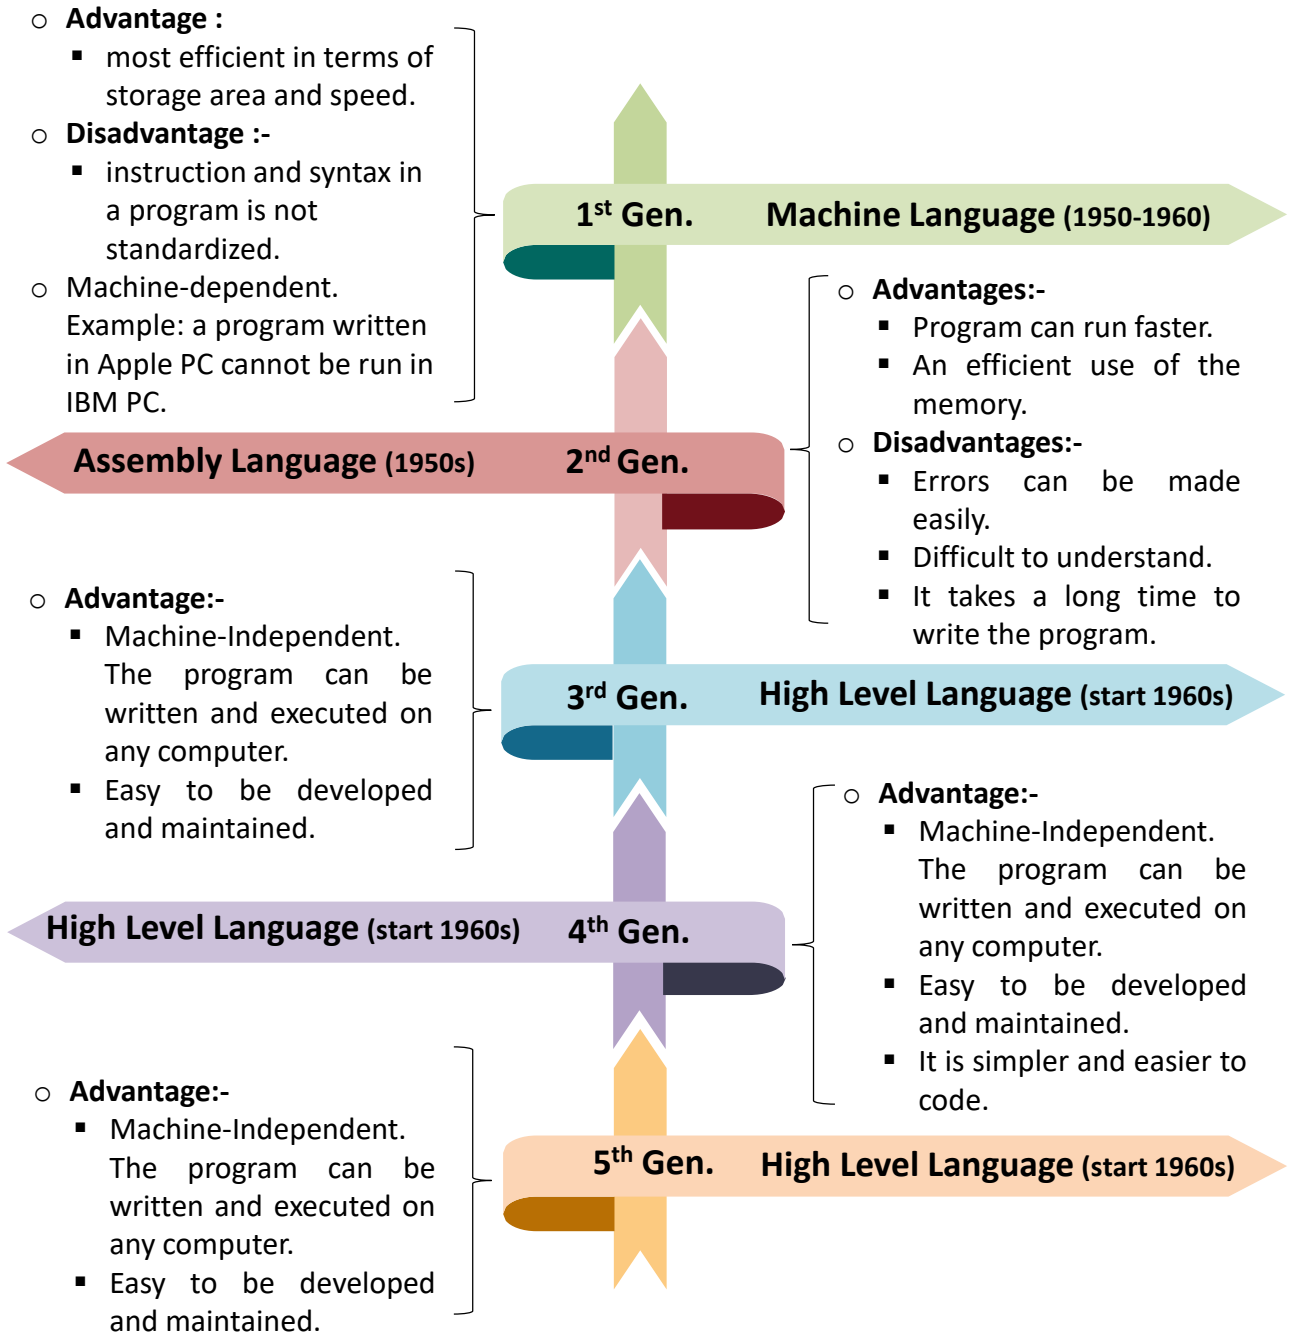 ○ Advantage :
▪ most efficient in terms of
storage area and speed.
○ Disadvantage :-
▪ instruction and syntax in
a program is not
standardized.
○ Machine-dependent.
Example: a program written
in Apple PC cannot be run in
IBM PC.
1st Gen. Machine Language (1950-1960)
○ Advantages:-
▪ Program can run faster.
▪ An efficient use of the
memory.
○ Disadvantages:-
▪ Errors can be made
easily.
▪ Difficult to understand.
▪ It takes a long time to
write the program.
Assembly Language (1950s) 2nd Gen.
○ Advantage:-
▪ Machine-Independent.
The program can be
written and executed on
any computer.
▪ Easy to be developed
and maintained.
3rd Gen. High Level Language (start 1960s)
○ Advantage:-
▪ Machine-Independent.
The program can be
written and executed on
any computer.
▪ Easy to be developed
and maintained.
▪ It is simpler and easier to
code.
High Level Language (start 1960s) 4th Gen.
○ Advantage:-
▪ Machine-Independent.
The program can be
written and executed on
any computer.
▪ Easy to be developed
and maintained.
5th Gen. High Level Language (start 1960s)